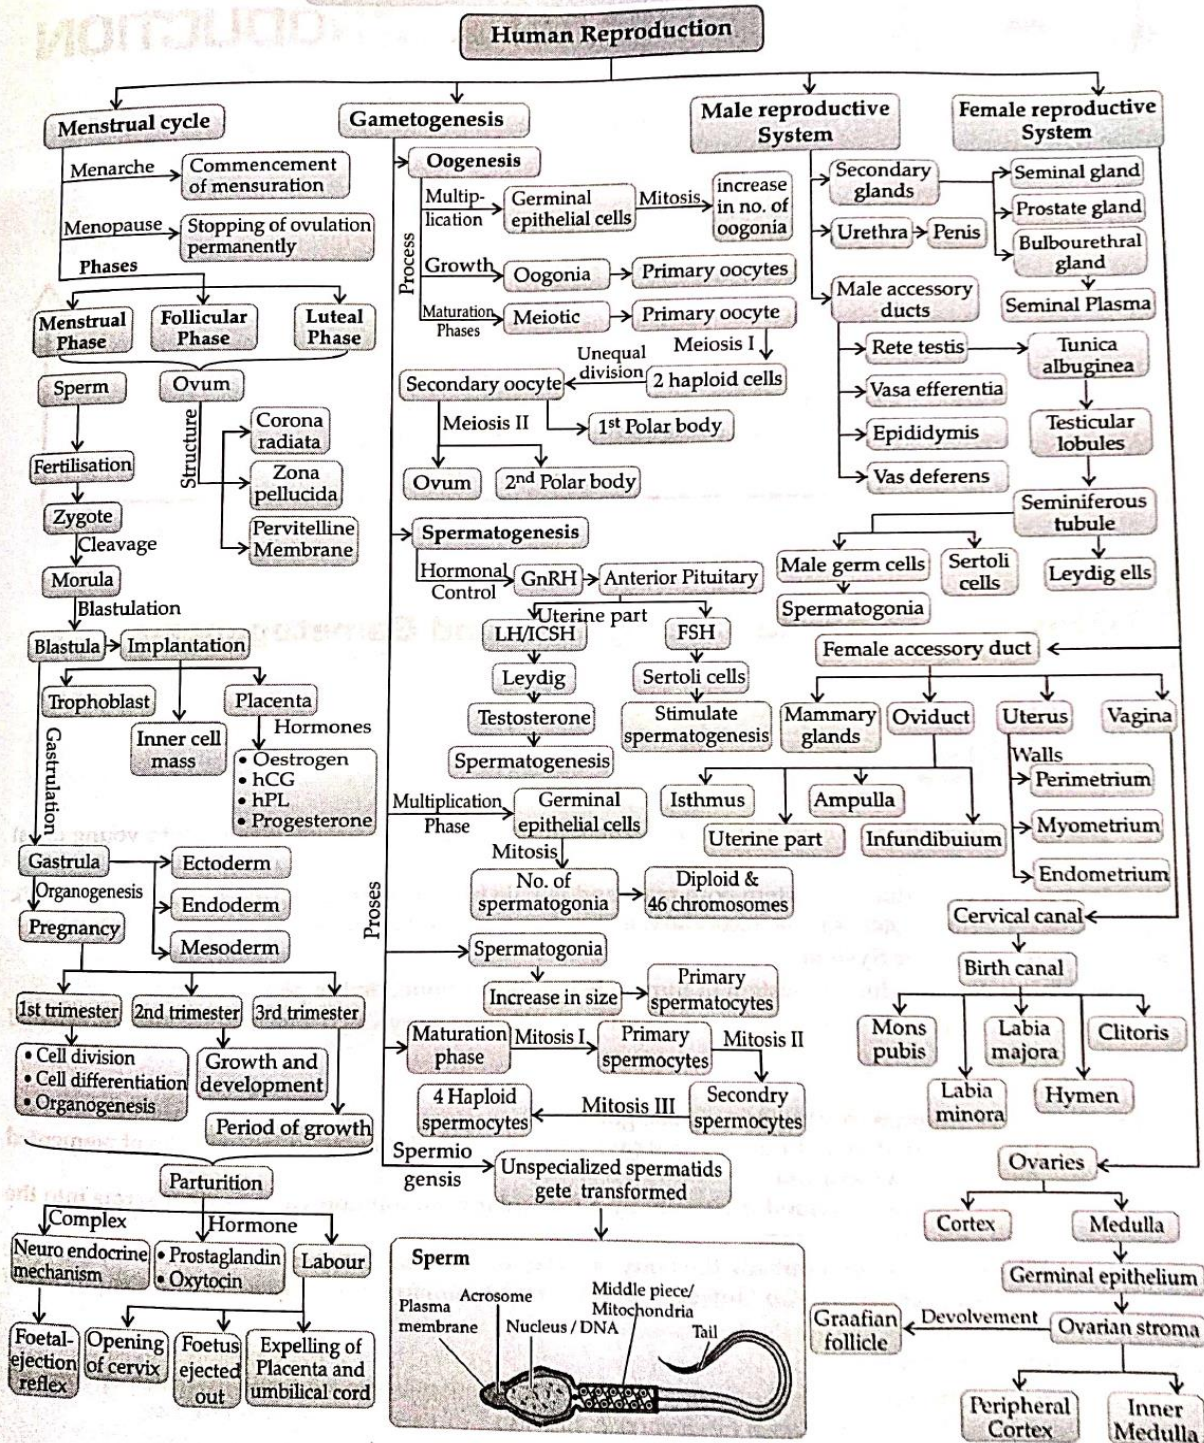 Human Reproduction
Menstrual cycle
Menarche
Commencement
of mensuration
Menopause
Stopping of ovulation
permanently
Phases
Menstrual
Phase
Follicular
Phase
Luteal
Phase
Sperm
Ovum
Structure
Corona
radiata
Zona
pellucida
Pervitelline
Membrane
Fertilisation
Zygote
Cleavage
Morula
Blastulation
Blastula
Implantation
Trophoblast
Inner cell
mass
Placenta
Hormones
• Oestrogen
• hCG
• hPL
• Progesterone
Gastrulation
Gastrula
Ectoderm
Endoderm
Mesoderm
Organogenesis
Pregnancy
1st trimester
2nd trimester
3rd trimester
• Cell division
• Cell differentiation
• Organogenesis
Growth and
development
Period of growth
Parturition
Complex
Hormone
Neuro endocrine
mechanism
• Prostaglandin
• Oxytocin
Labour
Foetal-
ejection
reflex
Opening
of cervix
Foetus
ejected
out
Expelling of
Placenta and
umbilical cord
Gametogenesis
Oogenesis
Process
Multip-
lication
Germinal
epithelial cells
Mitosis
increase
in no. of
oogonia
Growth
Oogonia
Primary oocytes
Maturation
Phases
Meiotic
Primary oocyte
Meiosis I
2 haploid cells
Unequal
division
Secondary oocyte
Meiosis II
1st Polar body
Ovum
2nd Polar body
Spermatogenesis
Hormonal
Control
GnRH
Anterior Pituitary
Uterine part
LH/ICSH
FSH
Leydig
Sertoli cells
Testosterone
Stimulate
spermatogenesis
Spermatogenesis
Proses
Multiplication
Phase
Germinal
epithelial cells
Mitosis
No. of
spermatogonia
Diploid &
46 chromosomes
Spermatogonia
Increase in size
Primary
spermatocytes
Maturation
phase
Mitosis I
Primary
spermocytes
Mitosis II
Secondry
spermocytes
Mitosis III
4 Haploid
spermocytes
Spermio
gensis
Unspecialized spermatids
gete transformed
Sperm
Plasma
membrane
Acrosome
Nucleus / DNA
Middle piece/
Mitochondria
Tail
Male reproductive
System
Secondary
glands
Urethra
Penis
Male accessory
ducts
Rete testis
Vasa efferentia
Epididymis
Vas deferens
Seminal gland
Prostate gland
Bulbourethral
gland
Seminal Plasma
Tunica
albuginea
Testicular
lobules
Seminiferous
tubule
Male germ cells
Sertoli
cells
Leydig ells
Spermatogonia
Female reproductive
System
Female accessory duct
Mammary
glands
Oviduct
Uterus
Vagina
Walls
Perimetrium
Myometrium
Endometrium
Isthmus
Uterine part
Ampulla
Infundibuium
Cervical canal
Birth canal
Mons
pubis
Labia
minora
Labia
majora
Hymen
Clitoris
Ovaries
Cortex
Medulla
Germinal epithelium
Ovarian stroma
Devolvement
Graafian
follicle
Peripheral
Cortex
Inner
Medulla